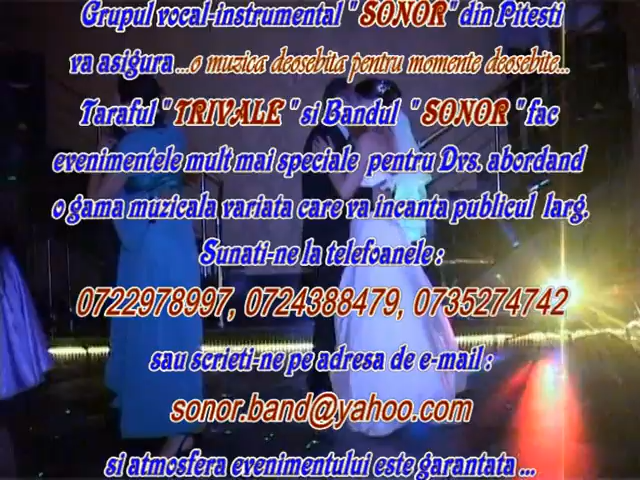 Grupul vocal-instrumental " SONOR" din Pitesti
va asigura ...o muzica deosebita pentru momente deosebite...
Taraful " TRIVALE " si Bandul " SONOR " fac
evenimentele mult mai speciale pentru Dvs. abordand
o gama muzicala variata care va incanta publicul larg.
Sunati-ne la telefoanele :
0722978997, 0724388479, 0735274742
sau scrieti-ne pe adresa de e-mail :
sonor.band@yahoo.com
si atmosfera evenimentului este garantata ...